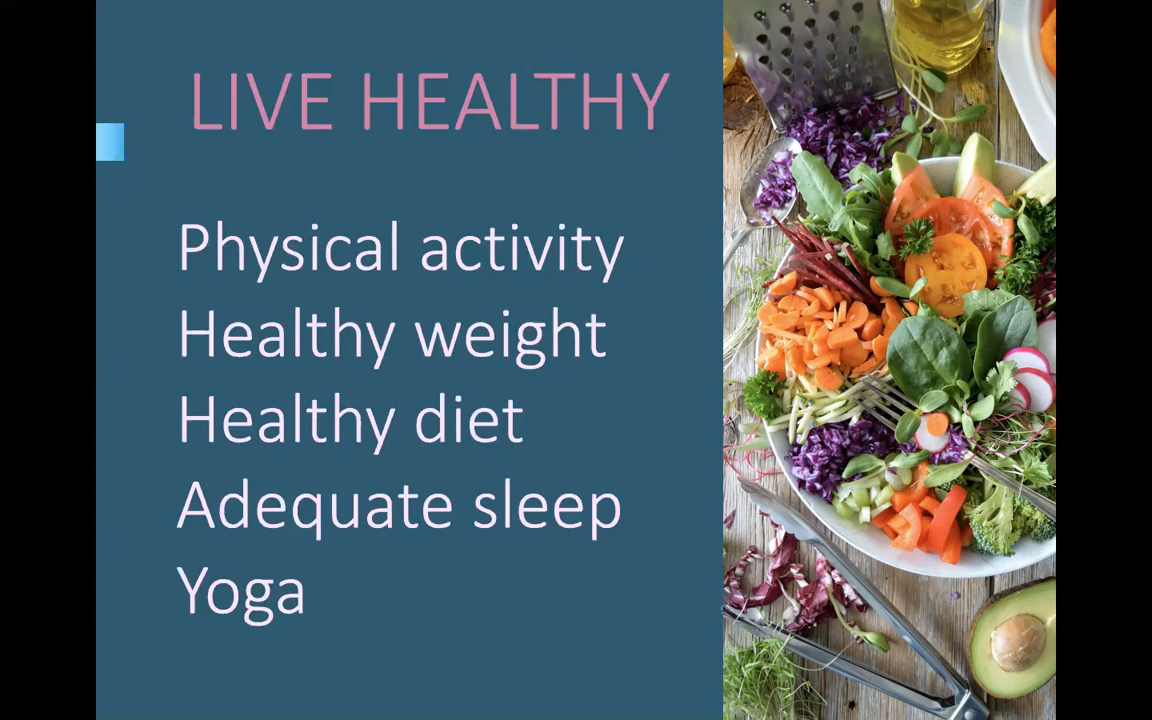 LIVE HEALTHY
Physical activity
Healthy weight
Healthy diet
Adequate sleep
Yoga